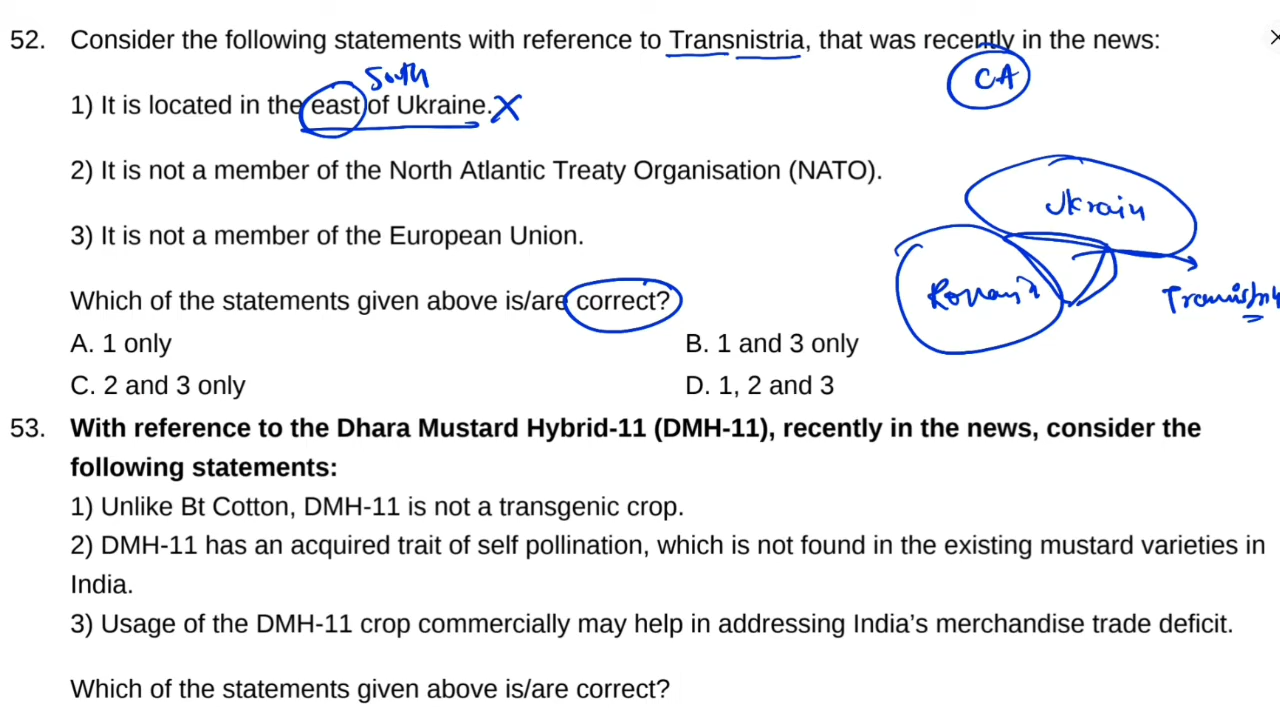 52. Consider the following statements with reference to Transnistria, that was recently in the news:
South
CA
1) It is located in the east of Ukraine. X
2) It is not a member of the North Atlantic Treaty Organisation (NATO).
Ukrain
3) It is not a member of the European Union.
Which of the statements given above is/are correct?
A. 1 only B. 1 and 3 only
C. 2 and 3 only D. 1, 2 and 3
53. With reference to the Dhara Mustard Hybrid-11 (DMH-11), recently in the news, consider the
following statements:
1) Unlike Bt Cotton, DMH-11 is not a transgenic crop.
2) DMH-11 has an acquired trait of self pollination, which is not found in the existing mustard varieties in
India.
3) Usage of the DMH-11 crop commercially may help in addressing India's merchandise trade deficit.
Which of the statements given above is/are correct?